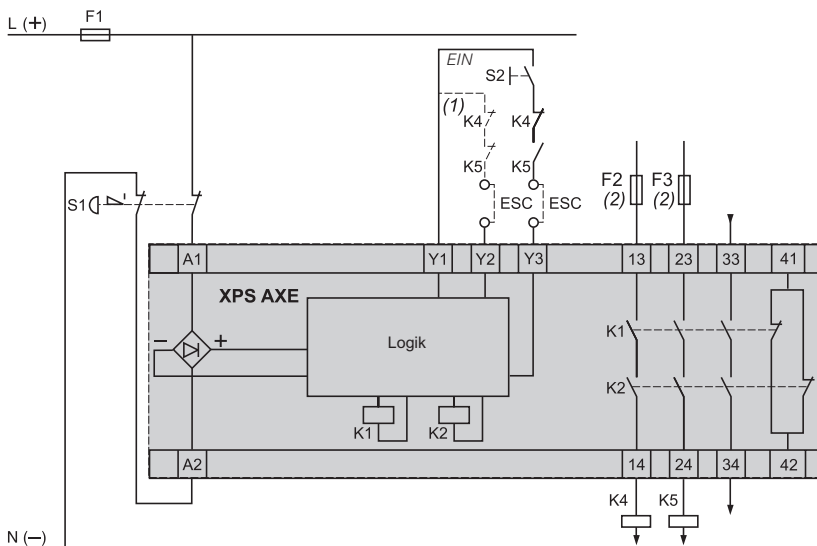 L (+)
F1
EIN
S2
(1)
K4
K4
K5
K5
F2
(2)
F3
(2)
S1
ESC
ESC
A1
Y1
Y2
Y3
13
23
33
41
XPS AXE
–
+
Logik
K1
K2
K1
K2
A2
14
24
34
42
K4
K5
N (–)